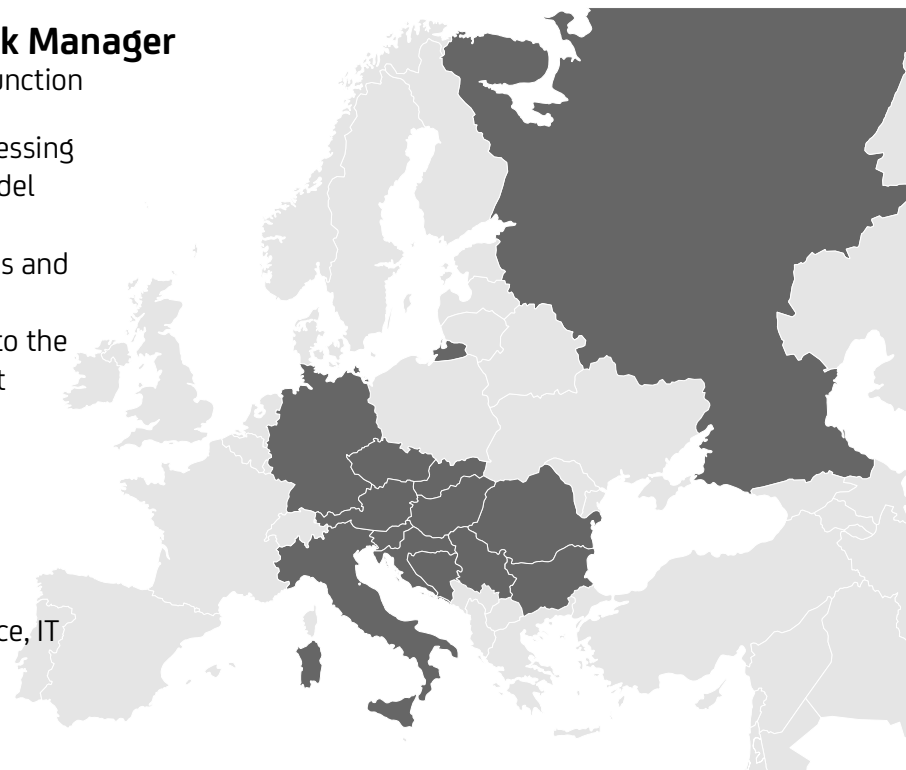 k Manager
unction
essing
del
s and
to the
t
ce, IT